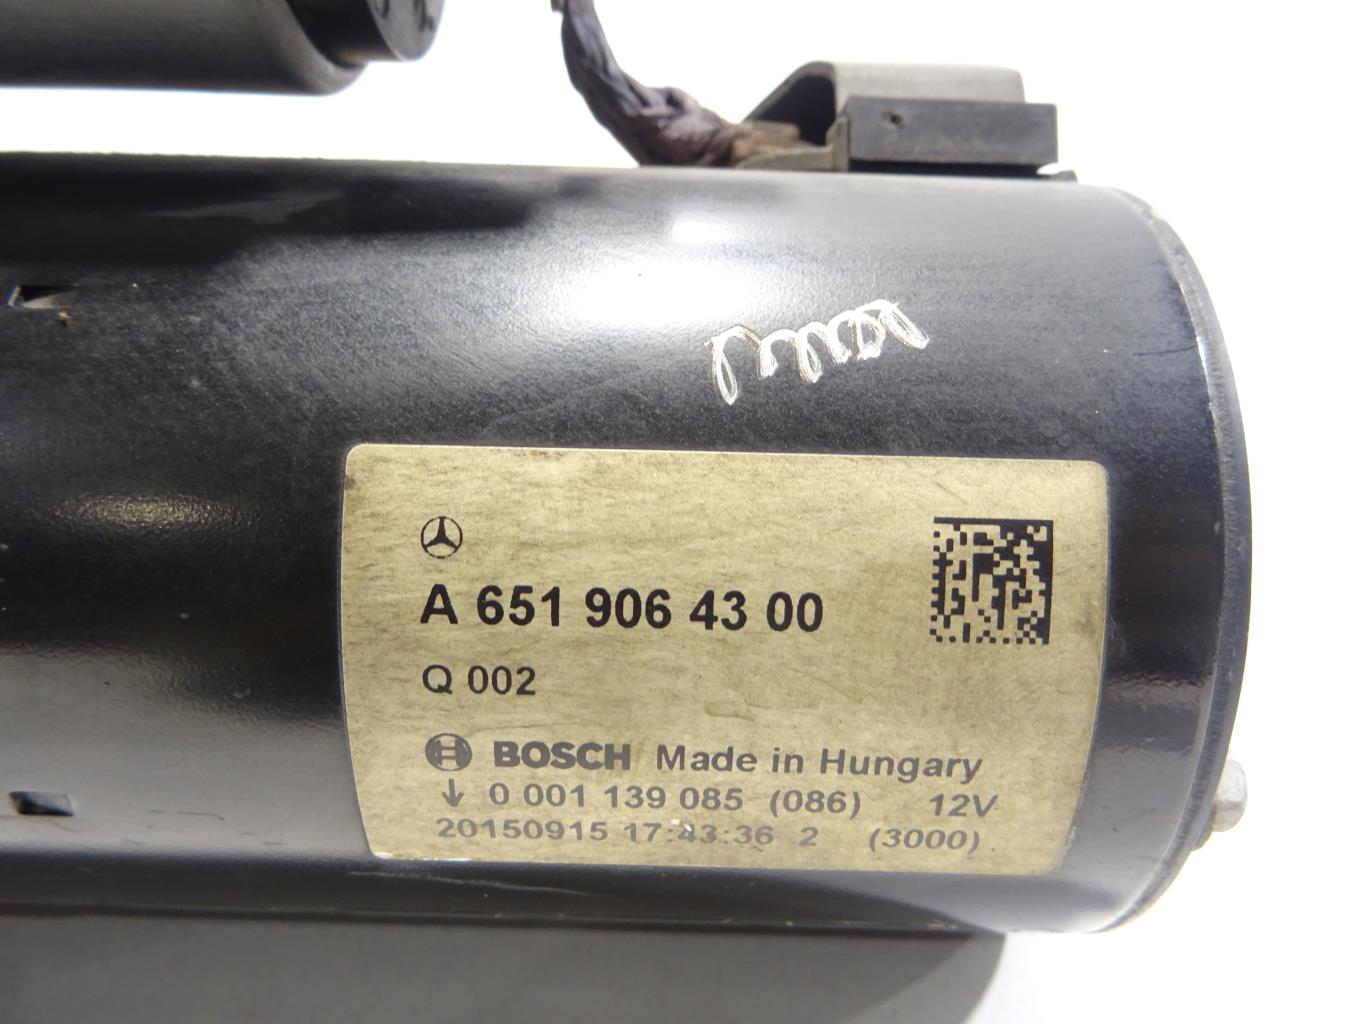 A 651 906 43 00
Q 002
BOSCH Made in Hungary
↓ 0 001 139 085 (086) 12V
20150915 17:43:36 2 (3000)